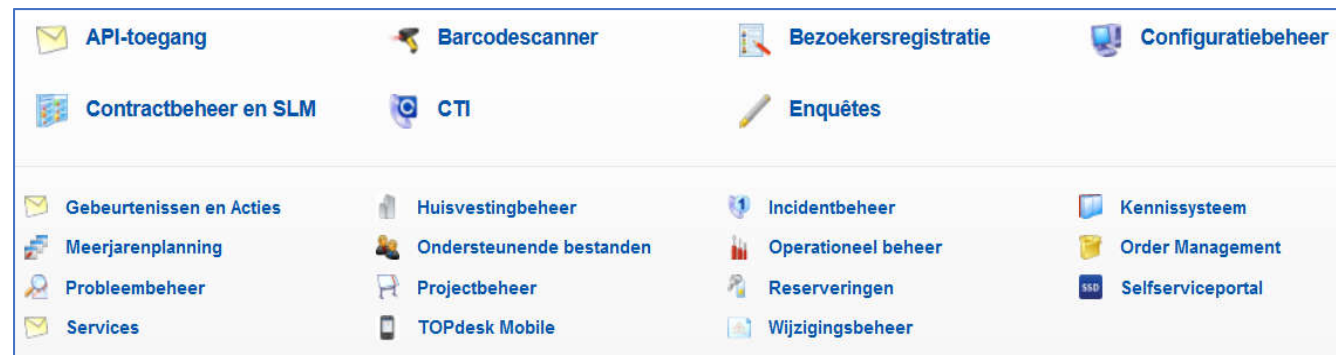 API-toegang Barcodescanner Bezoekersregistratie Configuratiebeheer
Contractbeheer en SLM CTI Enquêtes
Gebeurtenissen en Acties Huisvestingbeheer Incidentbeheer Kennissysteem
Meerjarenplanning Ondersteunende bestanden Operationeel beheer Order Management
Probleembeheer Projectbeheer Reserveringen SSD Selfserviceportal
Services TOPdesk Mobile Wijzigingsbeheer